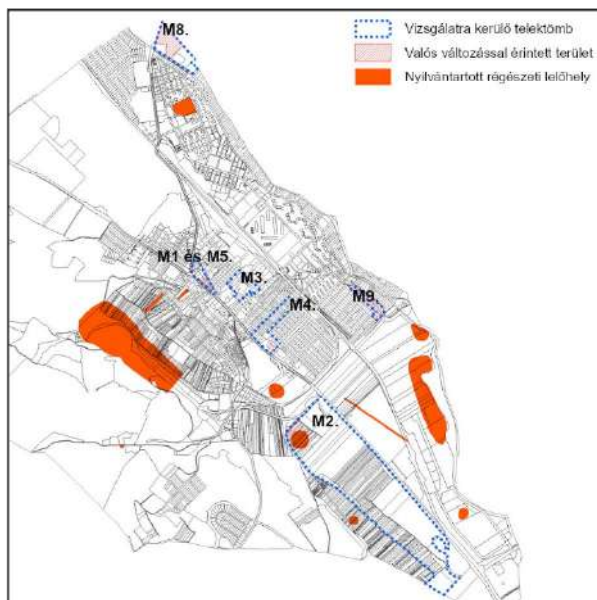 Vizsgálatra kerülő telektömb
Valós változással érintett terület
Nyilvántartott régészeti lelőhely
M8.
M1 és M5.
M3.
M4.
M9.
M2.